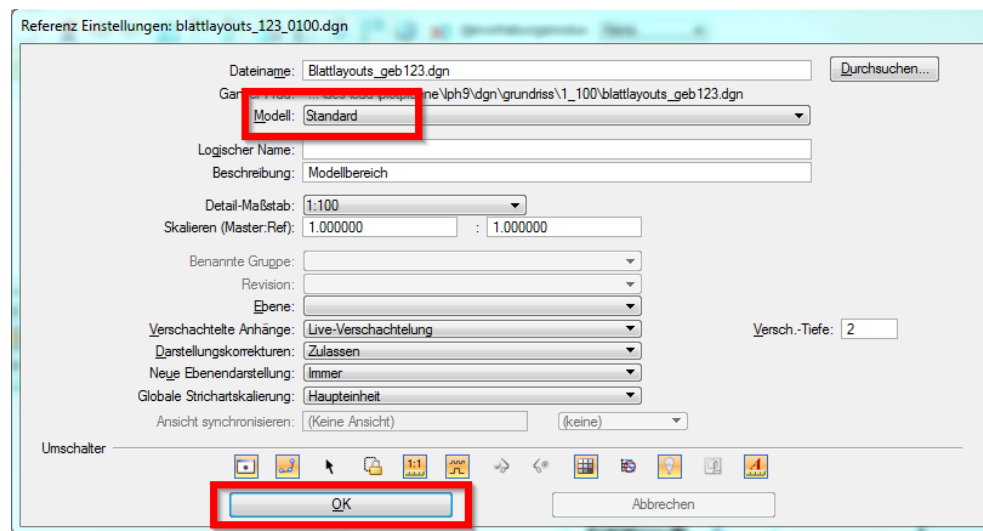 Referenz Einstellungen: blattlayouts_123_0100.dgn
Dateiname: Blattlayouts_geb123.dgn Durchsuchen...
\lph9\dgn\grundriss\1_100\blattlayouts_geb123.dgn
Modell: Standard
Logischer Name:
Beschreibung: Modellbereich
Detail-Maßstab: 1:100
Skalieren (Master:Ref): 1.000000 : 1.000000
Benannte Gruppe:
Revision:
Ebene:
Verschachtelte Anhänge: Live-Verschachtelung Versch.-Tiefe: 2
Darstellungskorrekturen: Zulassen
Neue Ebenendarstellung: Immer
Globale Strichartskalierung: Haupteinheit
Ansicht synchronisieren: (Keine Ansicht) (keine)
Umschalter
1:1 A
OK Abbrechen